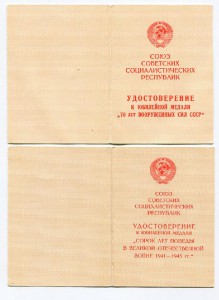 СОЮЗ
СОВЕТСКИХ
СОЦИАЛИСТИЧЕСКИХ
РЕСПУБЛИК
УДОСТОВЕРЕНИЕ
К ЮБИЛЕЙНОЙ МЕДАЛИ
"70 ЛЕТ ВООРУЖЕННЫХ СИЛ СССР"
СОЮЗ
СОВЕТСКИХ
СОЦИАЛИСТИЧЕСКИХ
РЕСПУБЛИК
УДОСТОВЕРЕНИЕ
К ЮБИЛЕЙНОЙ МЕДАЛИ
"СОРОК ЛЕТ ПОБЕДЫ
В ВЕЛИКОЙ ОТЕЧЕСТВЕННОЙ
ВОЙНЕ 1941—1945 гг."